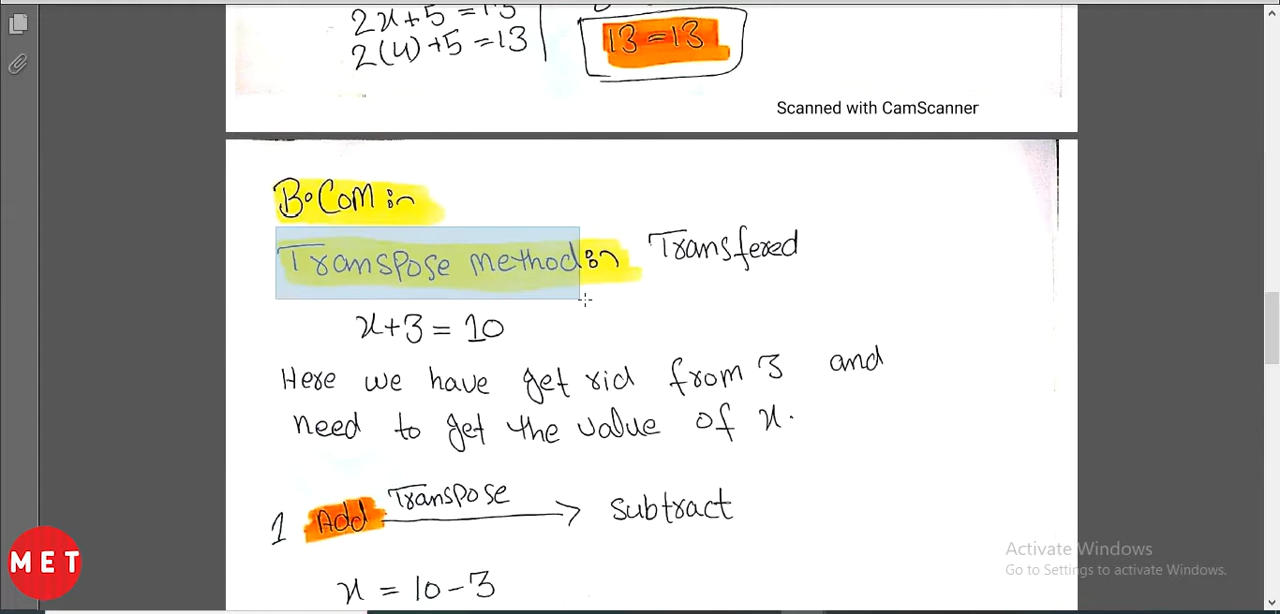 2x+5=13
2(4)+5=13
13=13
Scanned with CamScanner
B.Com:~
Transpose method:~ Transfered
x+3=10
Here we have get rid from 3 and
need to get the value of x.
1 Add Transpose → subtract
x = 10-3
MET
Activate Windows
Go to Settings to activate Windows.